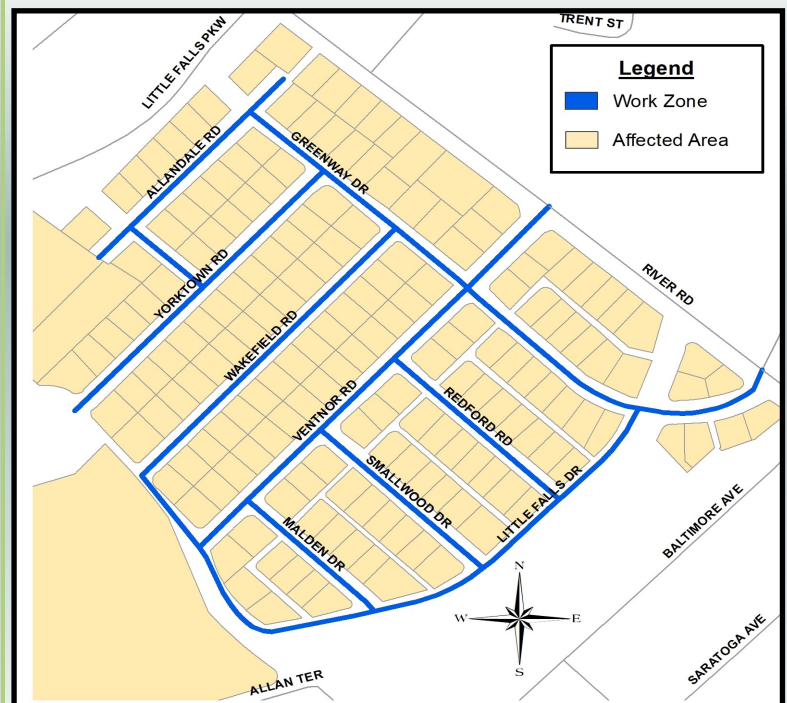 TRENT ST
LITTLE FALLS PKW
Legend
Work Zone
Affected Area
ALLANDALE RD
GREENWAY DR
RIVER RD
YORKTOWN RD
WAKEFIELD RD
VENTNOR RD
REDFORD RD
SMALLWOOD DR
LITTLE FALLS DR
MALDEN DR
BALTIMORE AVE
N
W
E
S
SARATOGA AVE
ALLAN TER